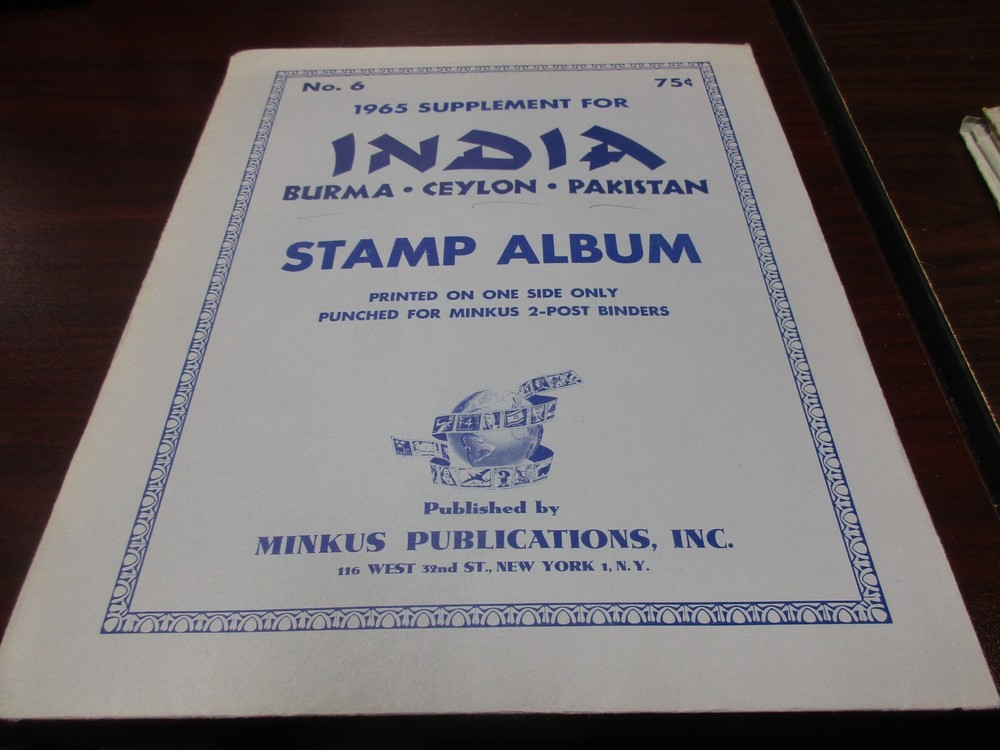 No. 6 75¢
1965 SUPPLEMENT FOR
INDIA
BURMA • CEYLON • PAKISTAN
STAMP ALBUM
PRINTED ON ONE SIDE ONLY
PUNCHED FOR MINKUS 2-POST BINDERS
Published by
MINKUS PUBLICATIONS, INC.
116 WEST 32nd ST., NEW YORK 1, N. Y.